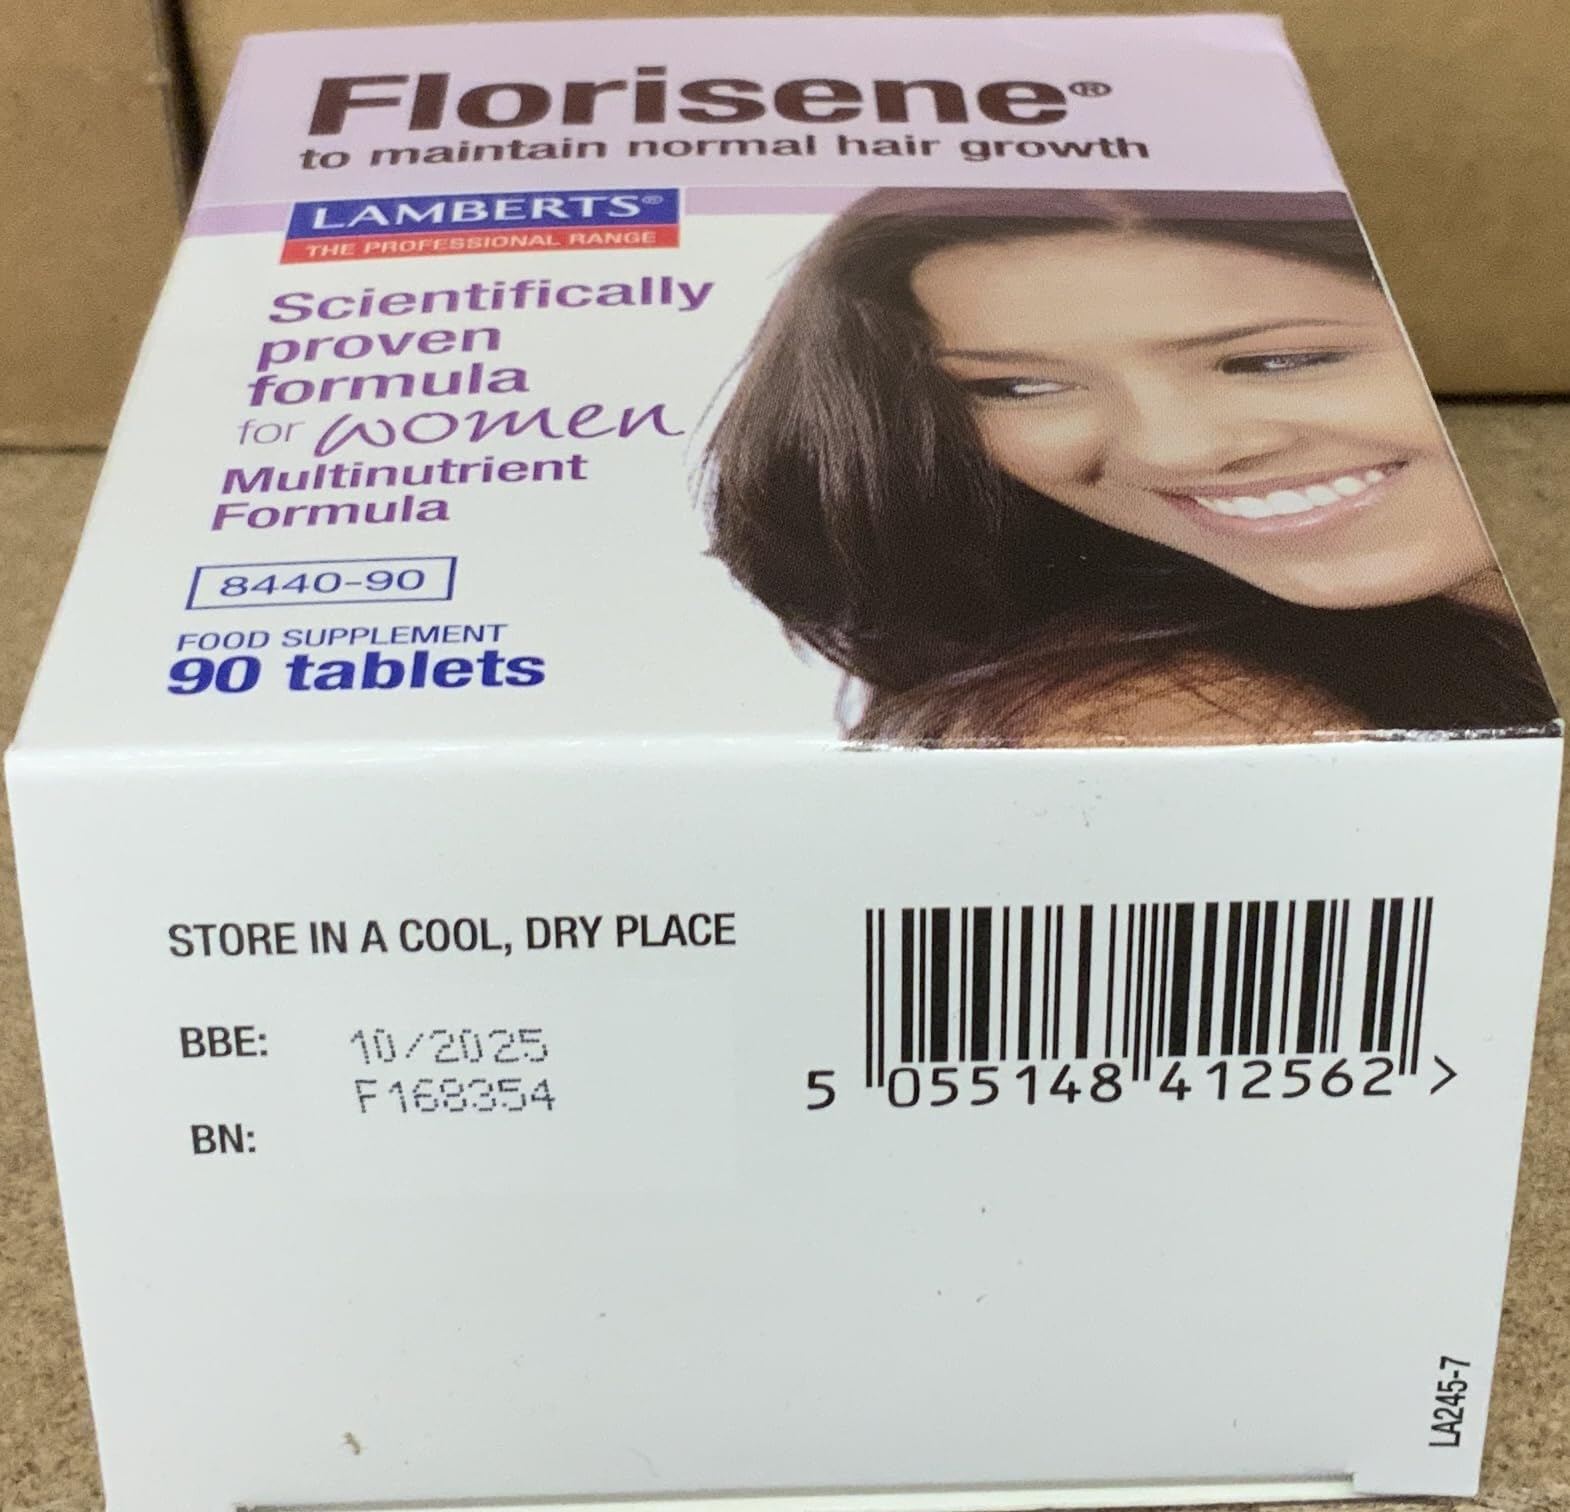 Florisene®
to maintain normal hair growth
LAMBERTS®
THE PROFESSIONAL RANGE
Scientifically
proven
formula
for women
Multinutrient
Formula
8440-90
FOOD SUPPLEMENT
90 tablets
STORE IN A COOL, DRY PLACE
BBE: 10/2025
F168354
BN:
5 055148 412562 >
LA245-7